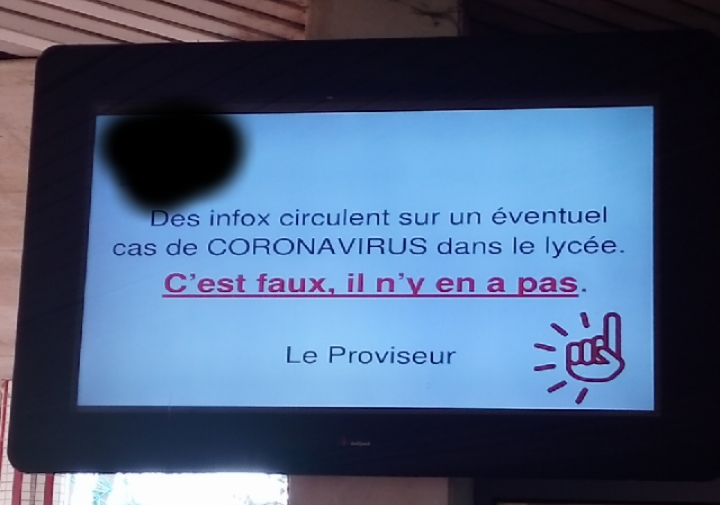 Des infox circulent sur un éventuel
cas de CORONAVIRUS dans le lycée.
C'est faux, il n'y en a pas.
Le Proviseur